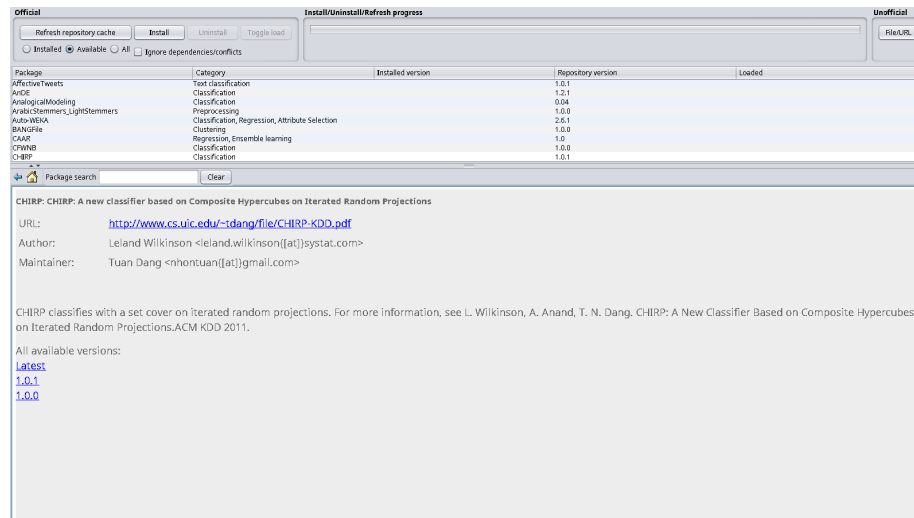 Official Install/Uninstall/Refresh progress Unofficial
Refresh repository cache Install Uninstall Toggle load File/URL
Installed Available All Ignore dependencies/conflicts
Package Category Installed version Repository version Loaded
AffectiveTweets Text classification 1.0.1
AnDE Classification 1.2.1
AnalogicalModeling Classification 0.04
ArabicStemmers_LightStemmers Preprocessing 1.0.0
Auto-WEKA Classification, Regression, Attribute Selection 2.6.1
BANGFile Clustering 1.0.0
CAAR Regression, Ensemble learning 1.0
CFWNB Classification 1.0.0
CHIRP Classification 1.0.1
Package search Clear
CHIRP: CHIRP: A new classifier based on Composite Hypercubes on Iterated Random Projections
URL: http://www.cs.uic.edu/~tdang/file/CHIRP-KDD.pdf
Author: Leland Wilkinson <leland.wilkinson{[at]}systat.com>
Maintainer: Tuan Dang <nhontuan{[at]}gmail.com>
CHIRP classifies with a set cover on iterated random projections. For more information, see L. Wilkinson, A. Anand, T. N. Dang. CHIRP: A New Classifier Based on Composite Hypercubes
on Iterated Random Projections.ACM KDD 2011.
All available versions:
Latest
1.0.1
1.0.0